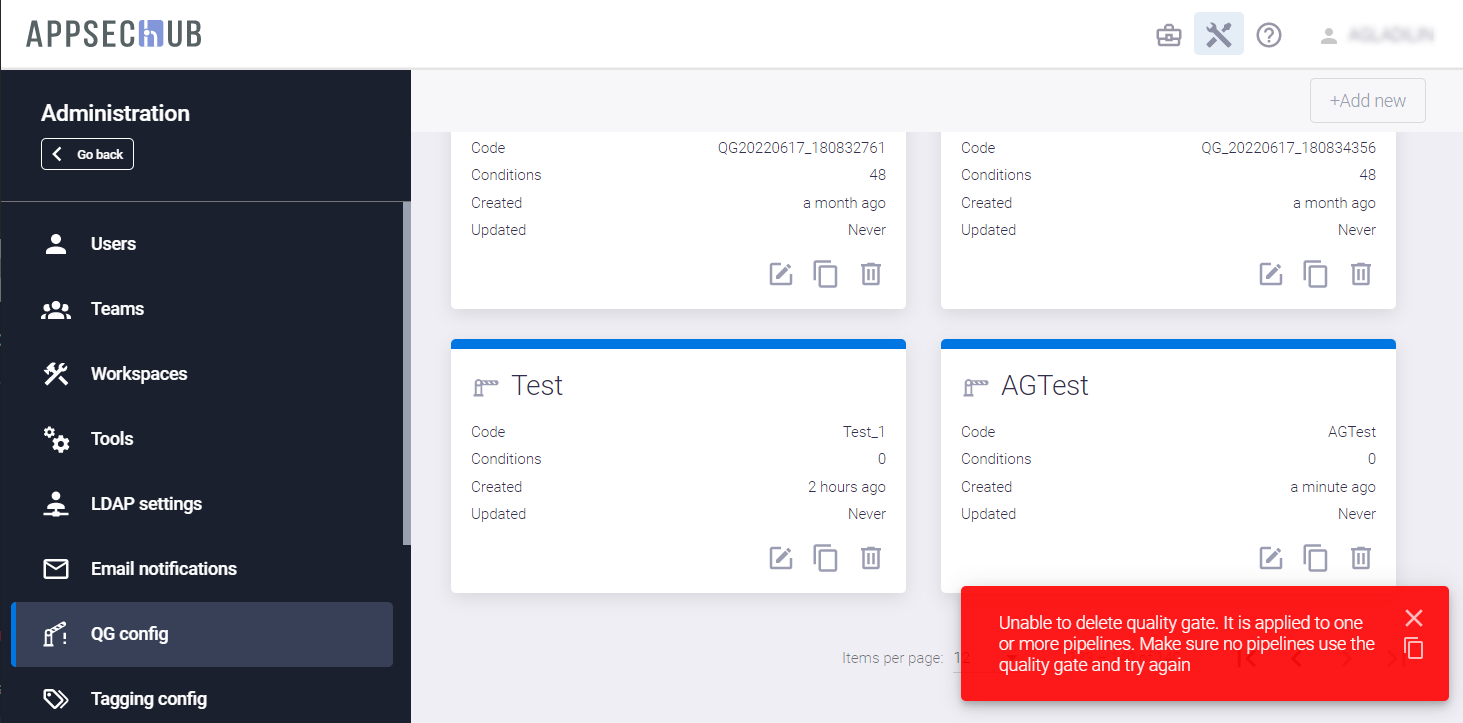 APPSECHUB
Administration
Go back
Users
Teams
Workspaces
Tools
LDAP settings
Email notifications
QG config
Tagging config
+Add new
Code QG20220617_180832761
Conditions 48
Created a month ago
Updated Never
Code QG_20220617_180834356
Conditions 48
Created a month ago
Updated Never
Test
Code Test_1
Conditions 0
Created 2 hours ago
Updated Never
AGTest
Code AGTest
Conditions 0
Created a minute ago
Updated Never
Items per page: 12
Unable to delete quality gate. It is applied to one
or more pipelines. Make sure no pipelines use the
quality gate and try again